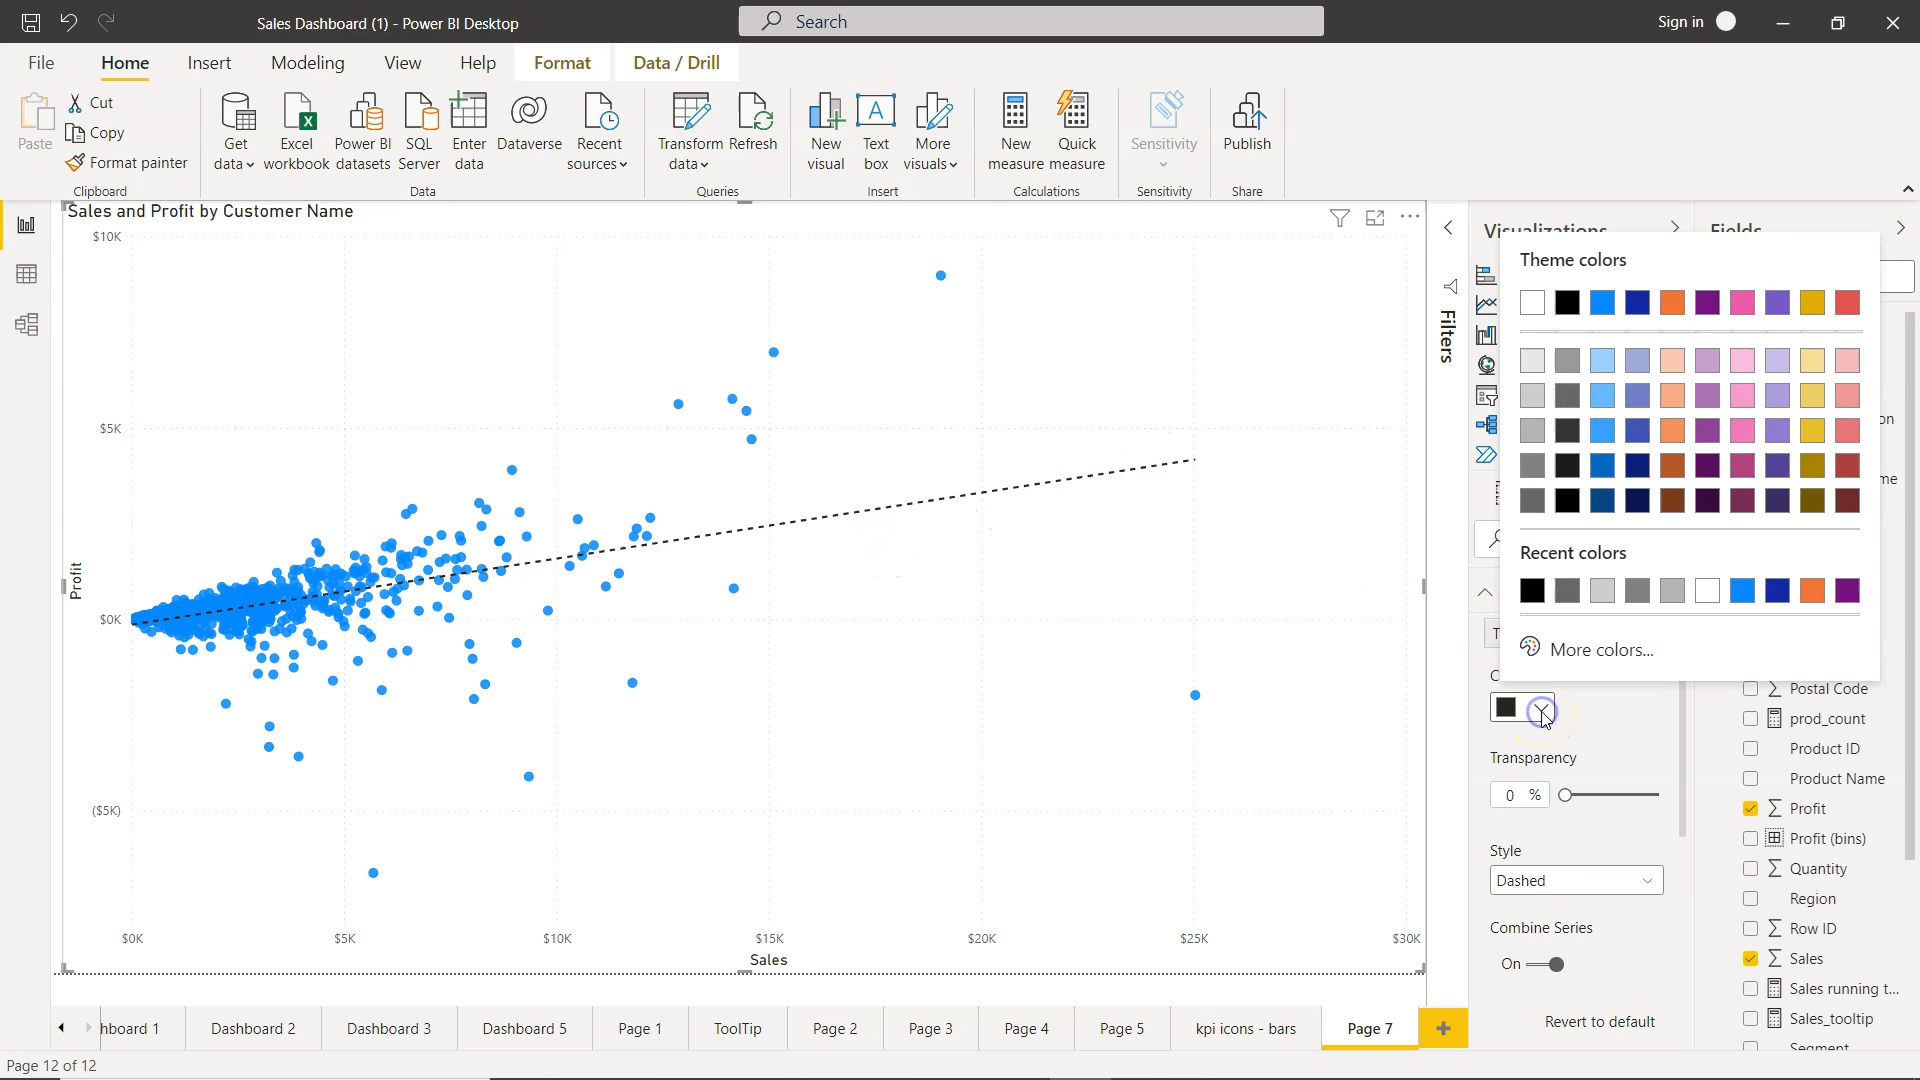 Sales Dashboard (1) - Power BI Desktop
Search
Sign in
File
Home
Insert
Modeling
View
Help
Format
Data / Drill
Paste
Cut
Copy
Format painter
Clipboard
Get data
Excel workbook
Power BI datasets
SQL Server
Enter data
Dataverse
Recent sources
Data
Transform data
Refresh
Queries
New visual
Text box
More visuals
Insert
New measure
Quick measure
Calculations
Sensitivity
Sensitivity
Publish
Share
Sales and Profit by Customer Name
$10K
$5K
$0K
($5K)
Profit
$0K
$5K
$10K
$15K
$20K
$25K
$30K
Sales
Filters
Visualizations
Fields
Theme colors
Recent colors
More colors...
on
me
T
C
Transparency
0 %
Style
Dashed
Combine Series
On
Revert to default
Postal Code
prod_count
Product ID
Product Name
Profit
Profit (bins)
Quantity
Region
Row ID
Sales
Sales running t...
Sales_tooltip
Segment
hboard 1
Dashboard 2
Dashboard 3
Dashboard 5
Page 1
ToolTip
Page 2
Page 3
Page 4
Page 5
kpi icons - bars
Page 7
Page 12 of 12